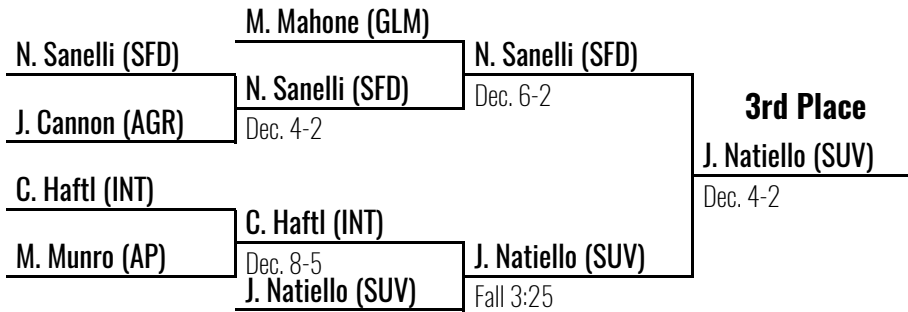 M. Mahone (GLM)
N. Sanelli (SFD)
N. Sanelli (SFD)
N. Sanelli (SFD)
Dec. 6-2
J. Cannon (AGR)
Dec. 4-2
3rd Place
J. Natiello (SUV)
Dec. 4-2
C. Haftl (INT)
C. Haftl (INT)
M. Munro (AP)
Dec. 8-5
J. Natiello (SUV)
J. Natiello (SUV)
Fall 3:25